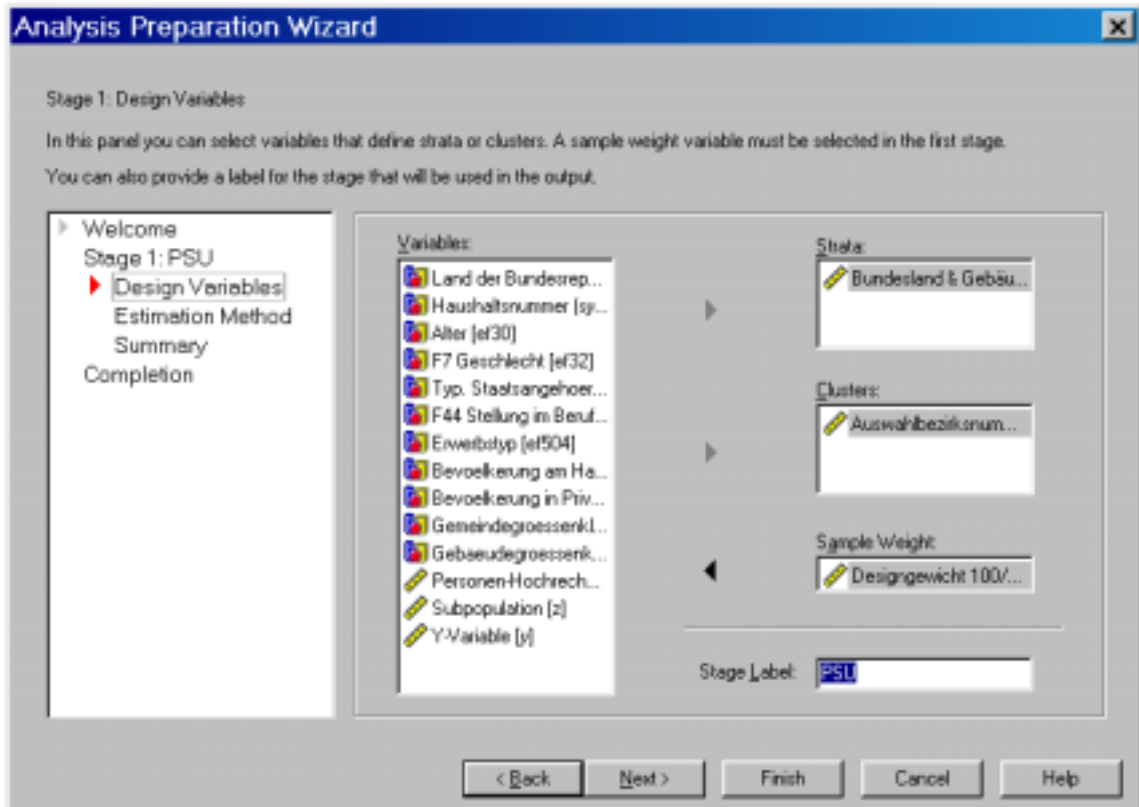 Analysis Preparation Wizard
Stage 1: Design Variables
In this panel you can select variables that define strata or clusters. A sample weight variable must be selected in the first stage.
You can also provide a label for the stage that will be used in the output.
Welcome
Stage 1: PSU
Design Variables
Estimation Method
Summary
Completion
Variables:
Land der Bundesrep...
Haushaltsnummer (sy...
Alter [ef30]
F7 Geschlecht [ef32]
Typ. Staatsangehoer...
F44 Stellung im Beruf...
Erwerbstyp [ef504]
Bevoelkerung am Ha...
Bevoelkerung in Priv...
Gemeindegroessenkl...
Gebaeudegroessenk...
Personen-Hochrech...
Subpopulation [z]
Y-Variable [y]
Strata:
Bundesland & Gebäu...
Clusters:
Auswahlbezirksnum...
Sample Weight:
Designgewicht 100/...
Stage Label:
PSU
< Back
Next >
Finish
Cancel
Help